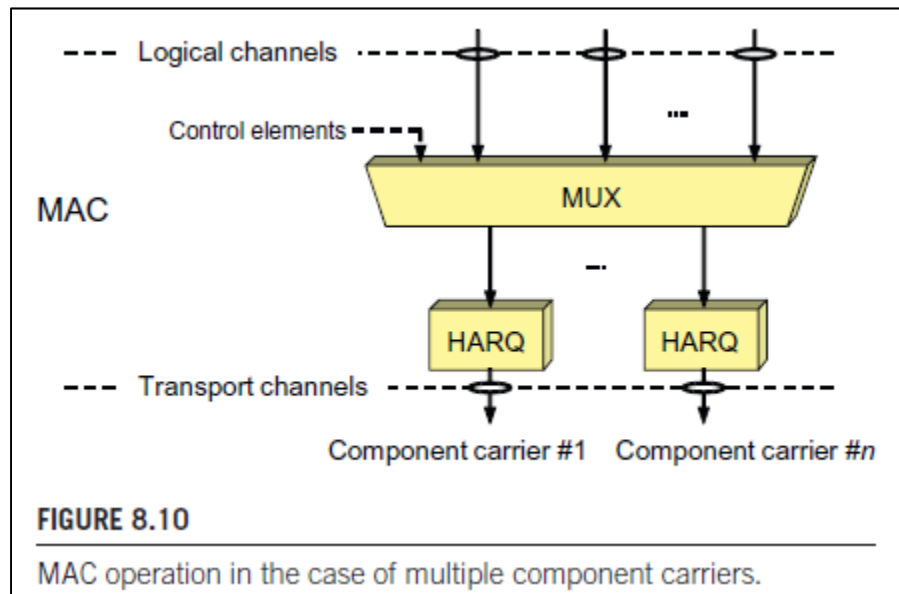 Logical channels
...
Control elements
MUX
MAC
...
HARQ HARQ
Transport channels
Component carrier #1 Component carrier #n
FIGURE 8.10
MAC operation in the case of multiple component carriers.